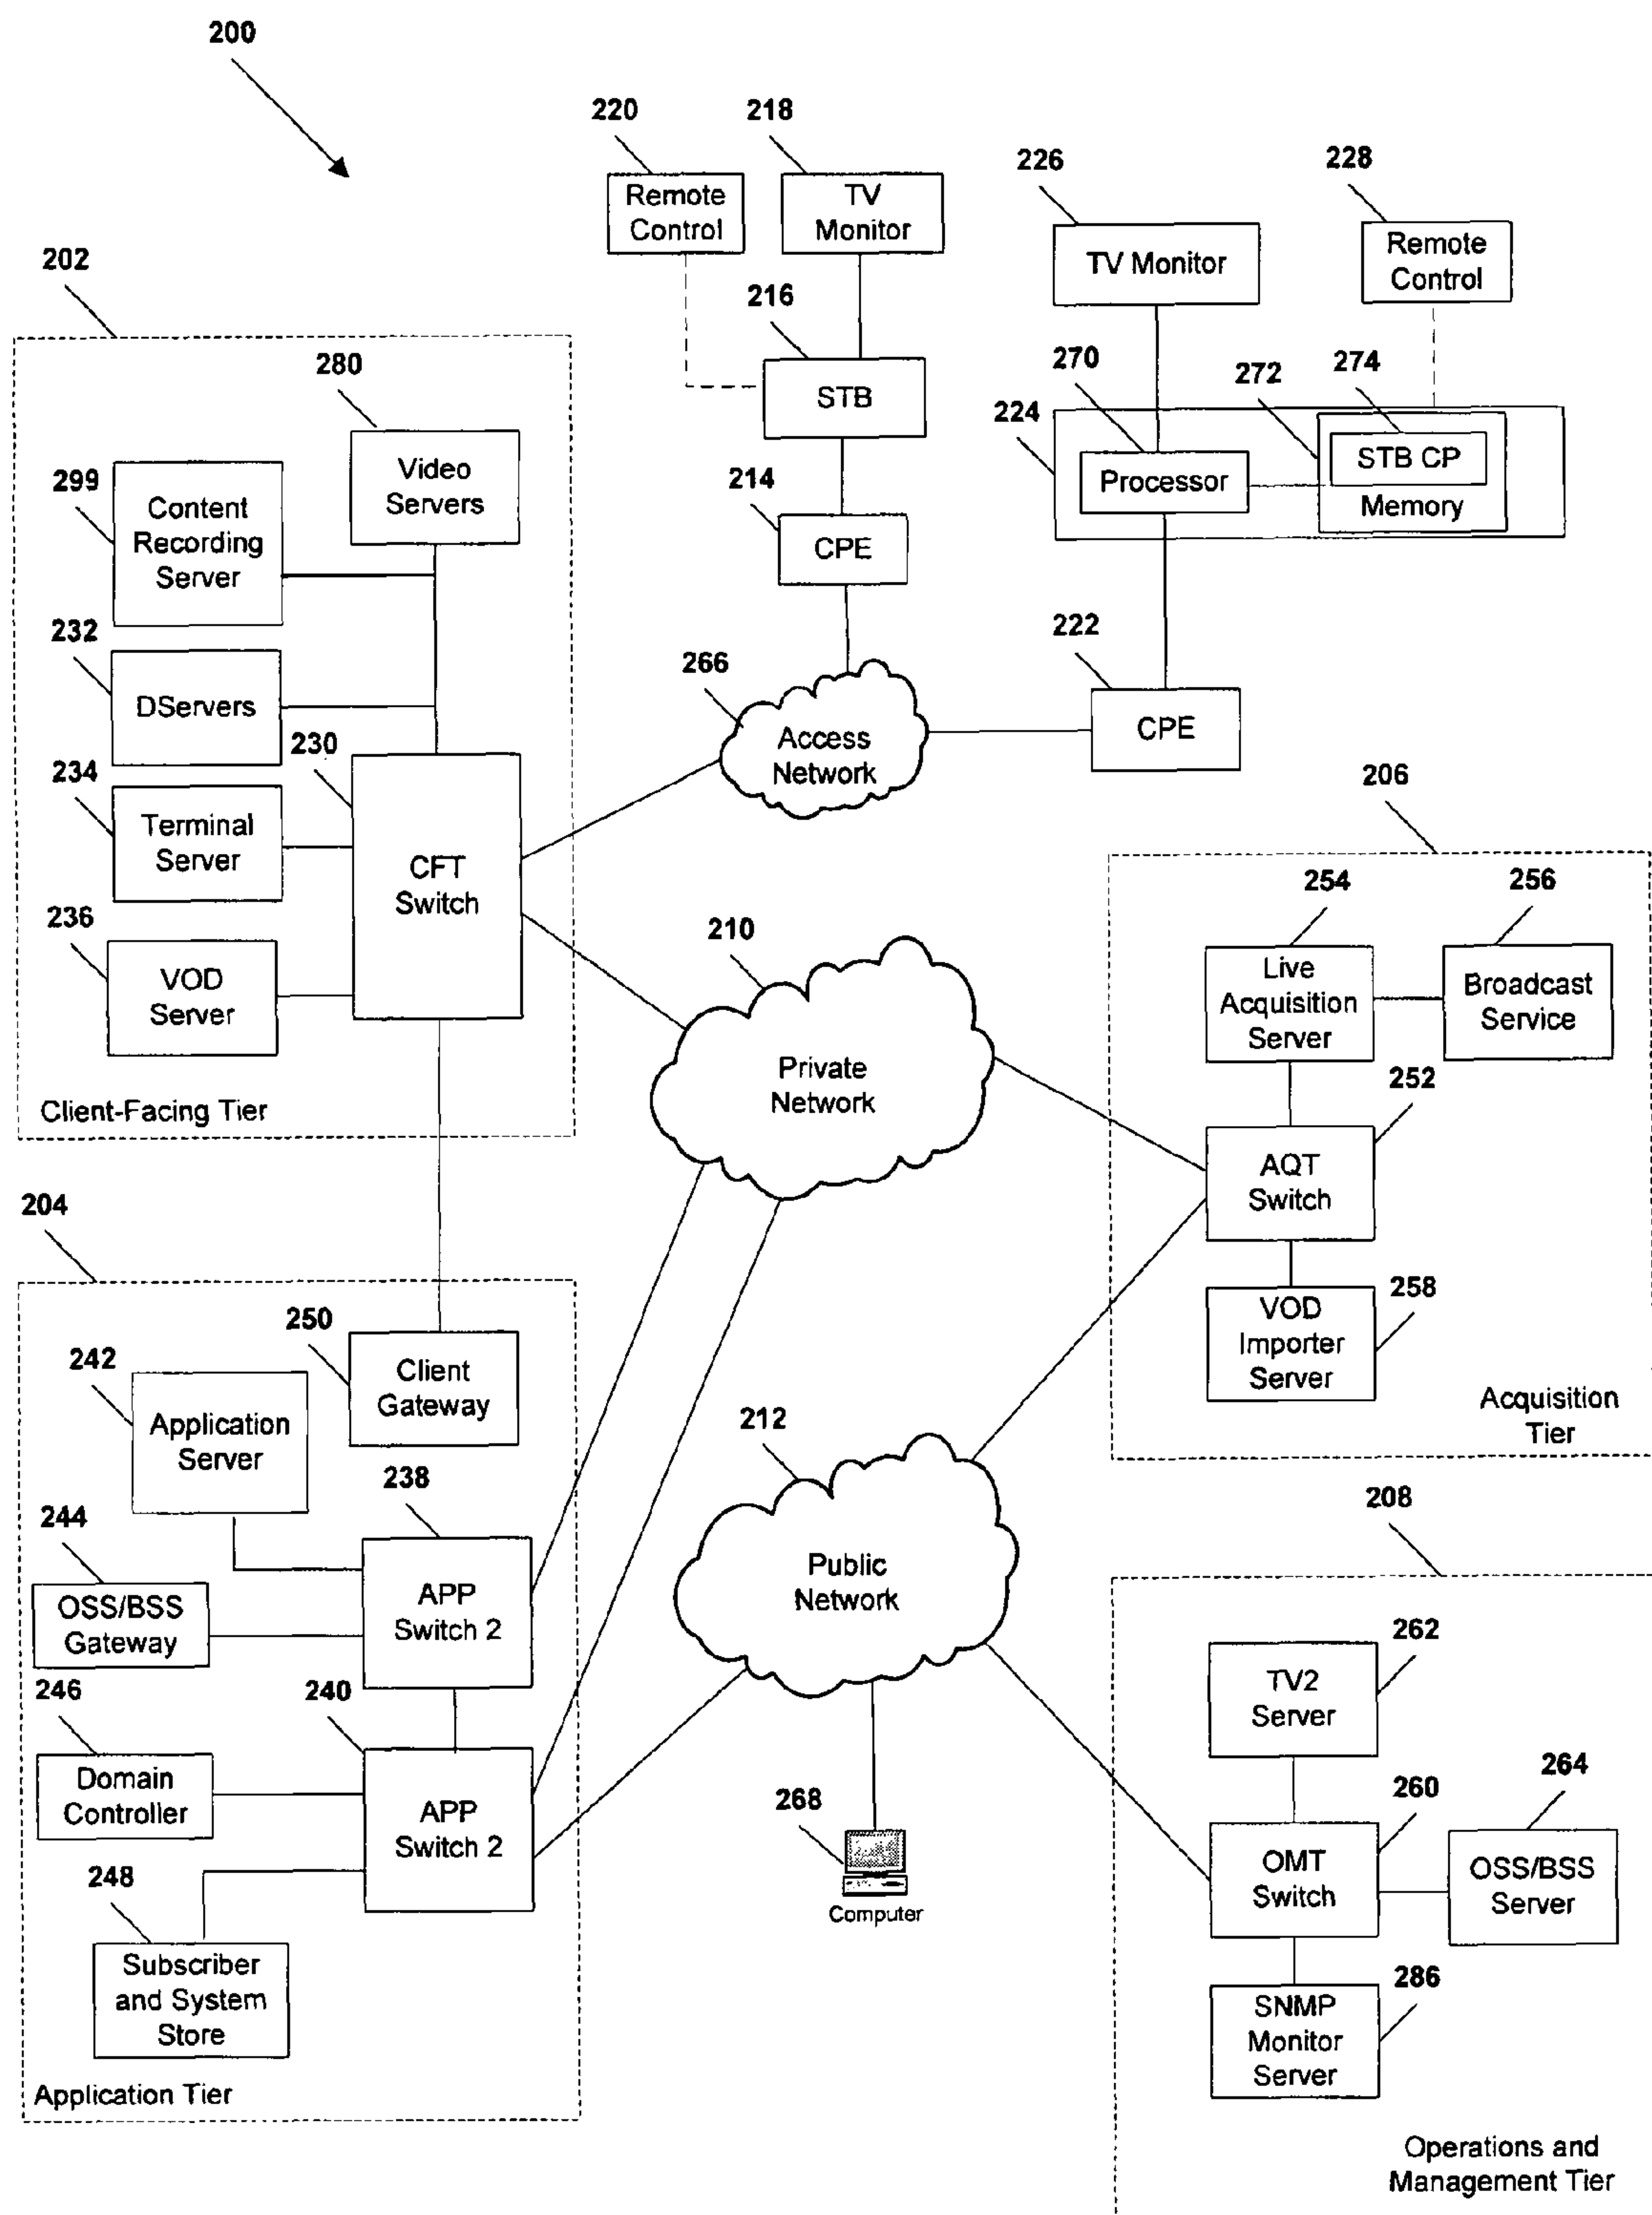 200
220
218
226
228
Remote
Control
TV
Monitor
TV Monitor
Remote
Control
202
216
280
270
272
274
224
STB
STB CP
Processor
Memory
299
Video
Servers
Content
Recording
Server
214
CPE
232
222
266
DServers
CPE
230
Access
Network
234
206
Terminal
Server
CFT
Switch
254
256
236
210
VOD
Server
Live
Acquisition
Server
Broadcast
Service
Private
Network
252
Client-Facing Tier
AQT
Switch
204
258
VOD
Importer
Server
250
242
Client
Gateway
Acquisition
Tier
Application
Server
212
238
208
244
Public
Network
APP
Switch 2
OSS/BSS
Gateway
262
TV2
Server
246
240
Domain
Controller
268
260
264
APP
Switch 2
OMT
Switch
OSS/BSS
Server
248
Computer
Subscriber
and System
Store
286
SNMP
Monitor
Server
Application Tier
Operations and
Management Tier